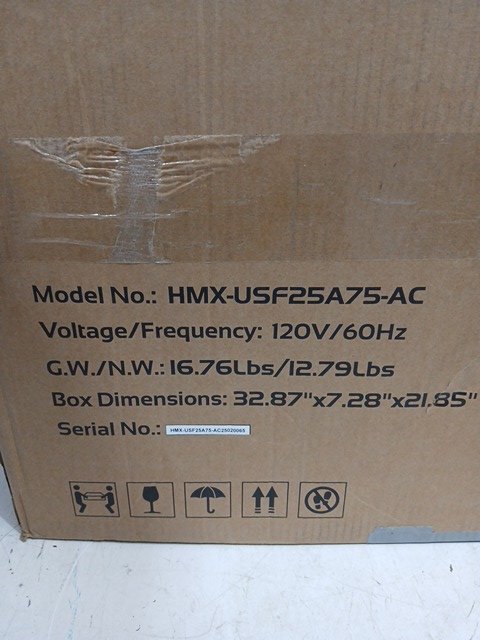 Model No.: HMX-USF25A75-AC
Voltage/Frequency: 120V/60Hz
G.W./N.W.: 16.76Lbs/12.79Lbs
Box Dimensions: 32.87"x7.28"x21.85"
Serial No.: HMX-USF25A75-AC25020065